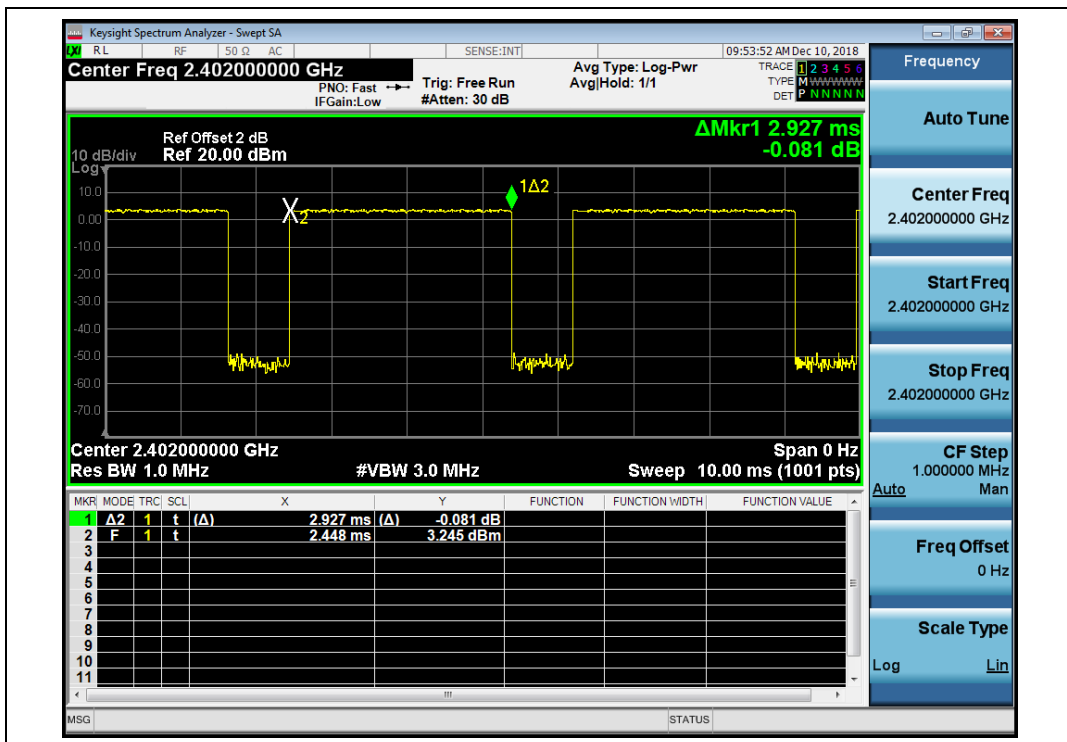 Keysight Spectrum Analyzer - Swept SA
LXI RL RF 50 Ω AC SENSE:INT 09:53:52 AM Dec 10, 2018
Center Freq 2.402000000 GHz
PNO: Fast
IFGain:Low
Trig: Free Run
#Atten: 30 dB
Avg Type: Log-Pwr
Avg|Hold: 1/1
TRACE 1 2 3 4 5 6
TYPE M W W W W W
DET P N N N N N
10 dB/div
Log
Ref Offset 2 dB
Ref 20.00 dBm
ΔMkr1 2.927 ms
-0.081 dB
10.0
0.00
-10.0
-20.0
-30.0
-40.0
-50.0
-60.0
-70.0
X2
1Δ2
Center 2.402000000 GHz Span 0 Hz
Res BW 1.0 MHz #VBW 3.0 MHz Sweep 10.00 ms (1001 pts)
MKR MODE TRC SCL X Y FUNCTION FUNCTION WIDTH FUNCTION VALUE
1 Δ2 1 t (Δ) 2.927 ms (Δ) -0.081 dB
2 F 1 t 2.448 ms 3.245 dBm
3
4
5
6
7
8
9
10
11
MSG STATUS
Frequency
Auto Tune
Center Freq
2.402000000 GHz
Start Freq
2.402000000 GHz
Stop Freq
2.402000000 GHz
CF Step
1.000000 MHz
Auto Man
Freq Offset
0 Hz
Scale Type
Log Lin